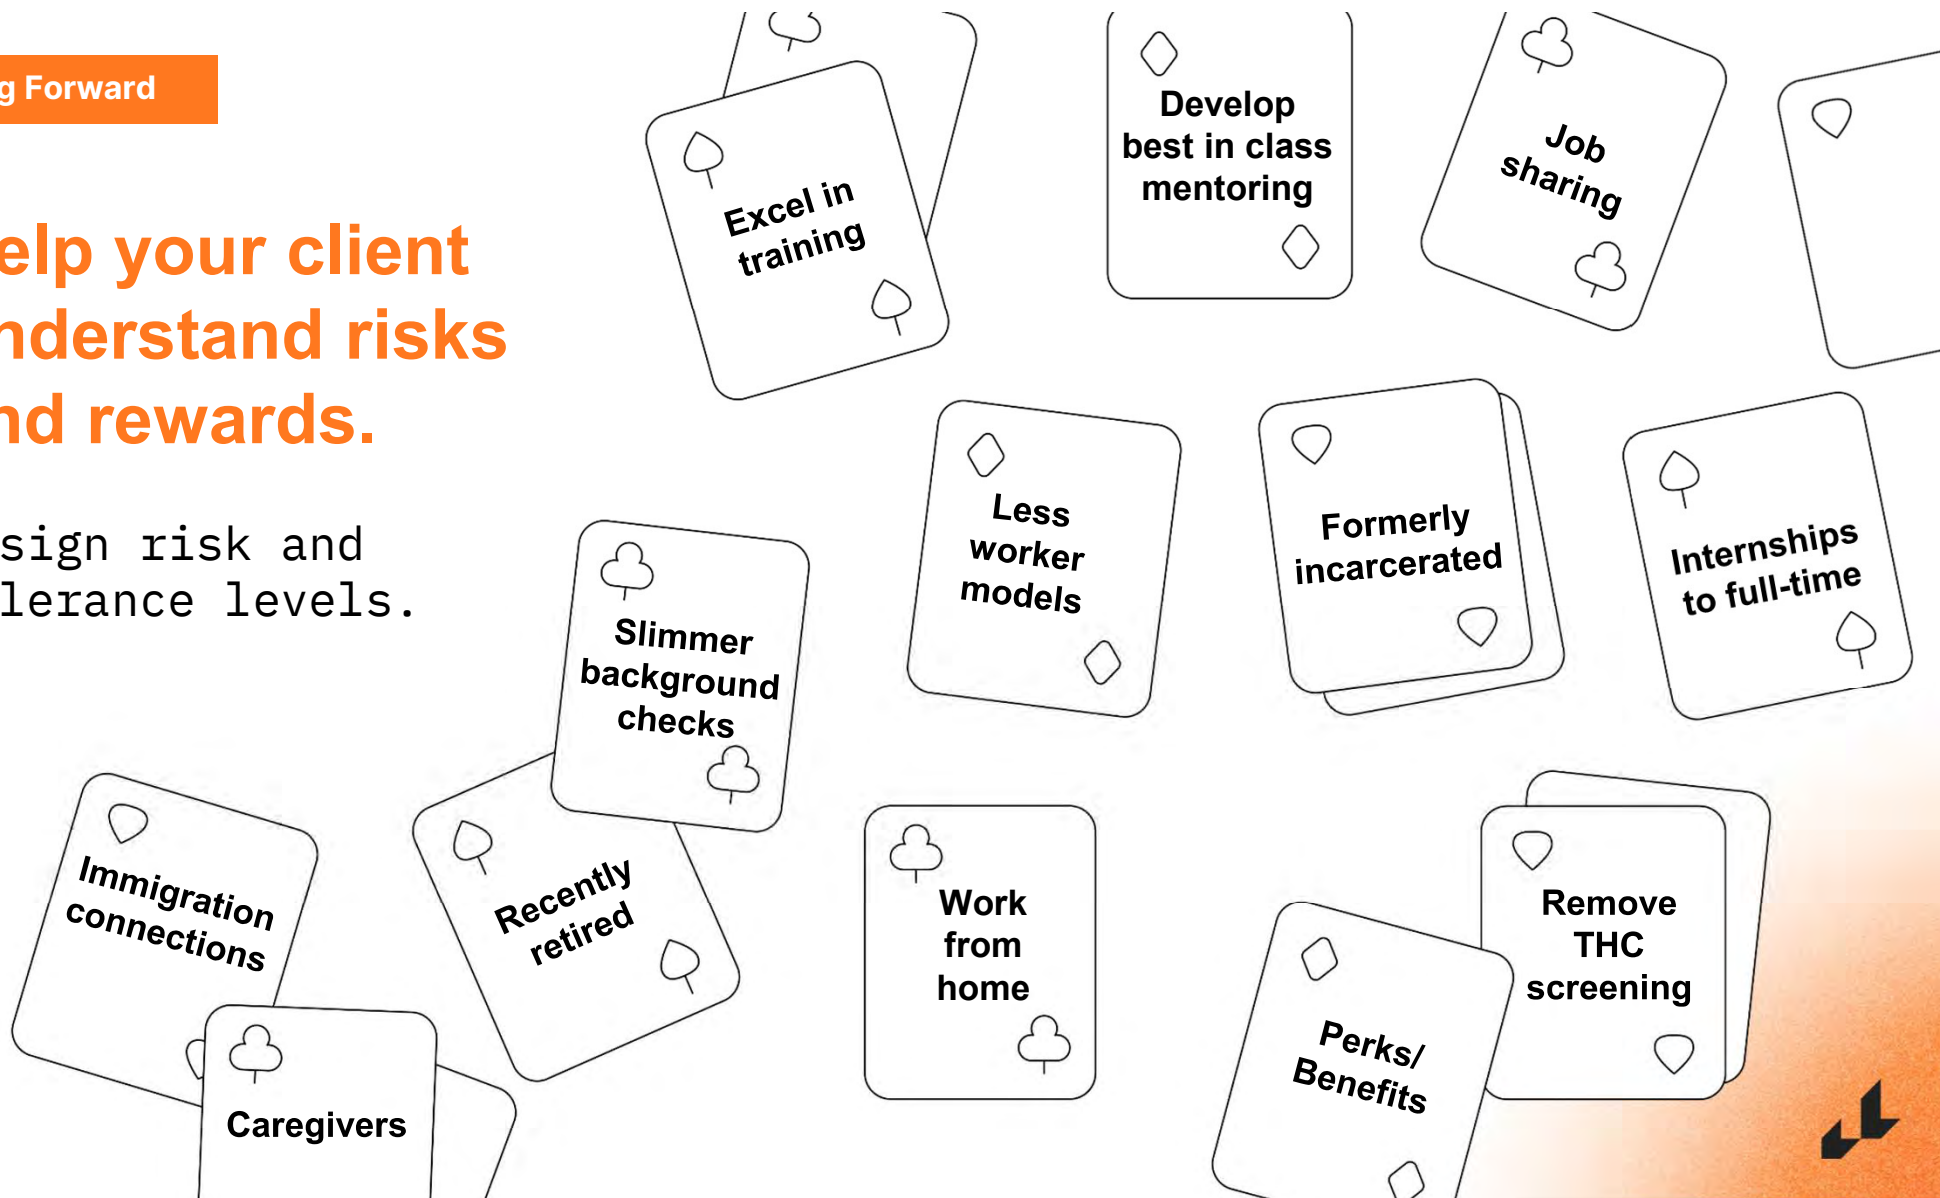 g Forward
elp your client
nderstand risks
nd rewards.
sign risk and
lerance levels.
Excel in
training
Develop
best in class
mentoring
Job
sharing
Less
worker
models
Formerly
incarcerated
Internships
to full-time
Slimmer
background
checks
Immigration
connections
Recently
retired
Work
from
home
Remove
THC
screening
Perks/
Benefits
Caregivers